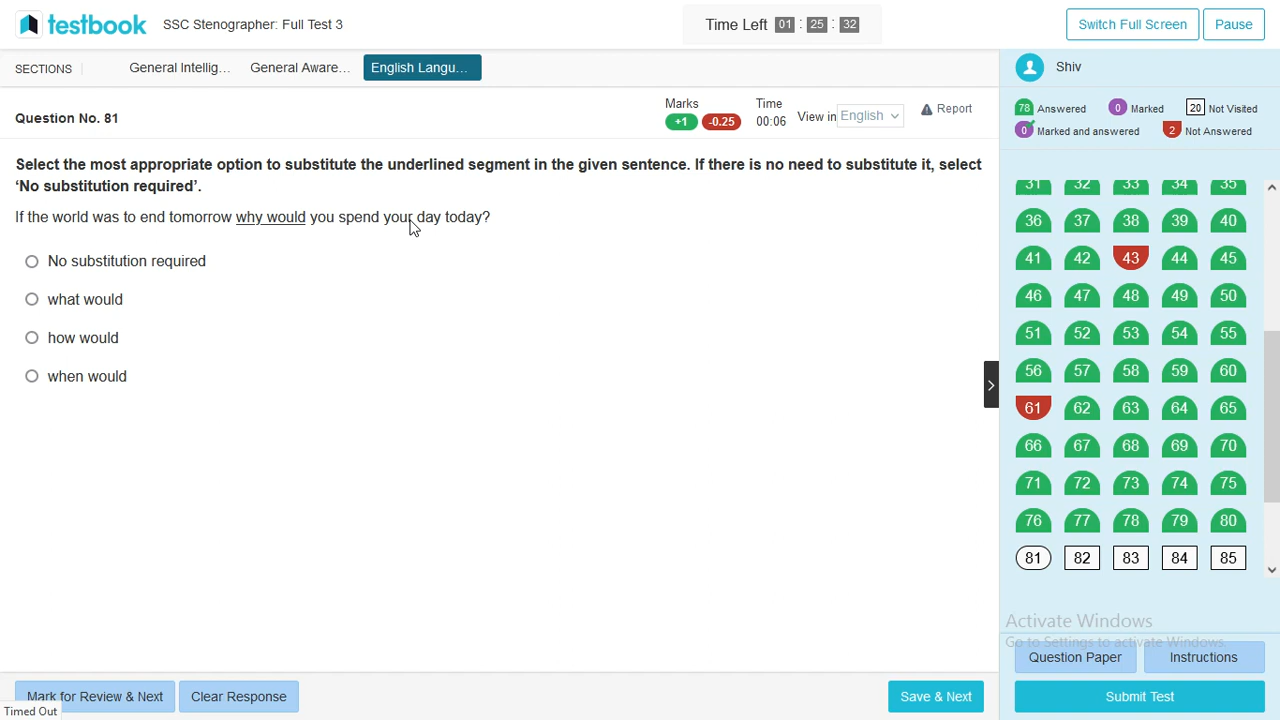 testbook SSC Stenographer: Full Test 3 Time Left 01 : 25 : 32 Switch Full Screen Pause
SECTIONS General Intellig... General Aware... English Langu... Shiv
Question No. 81 Marks +1 -0.25 Time 00:06 View in English Report
78 Answered 0 Marked 20 Not Visited
0 Marked and answered 2 Not Answered
Select the most appropriate option to substitute the underlined segment in the given sentence. If there is no need to substitute it, select
‘No substitution required’.
If the world was to end tomorrow why would you spend your day today?
No substitution required
what would
how would
when would
31 32 33 34 35
36 37 38 39 40
41 42 43 44 45
46 47 48 49 50
51 52 53 54 55
56 57 58 59 60
61 62 63 64 65
66 67 68 69 70
71 72 73 74 75
76 77 78 79 80
81 82 83 84 85
Activate Windows
Go to Settings to activate Windows.
Question Paper Instructions
Mark for Review & Next Clear Response Save & Next Submit Test
Timed Out